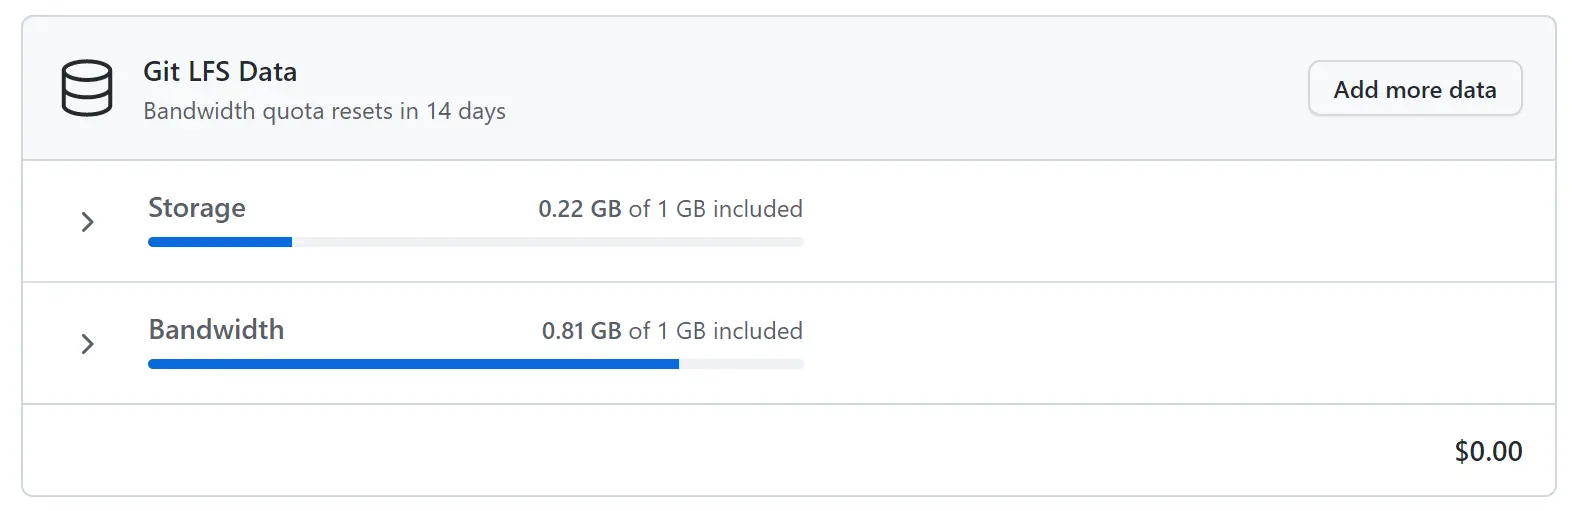 Git LFS Data
Bandwidth quota resets in 14 days
Add more data
Storage
0.22 GB of 1 GB included
Bandwidth
0.81 GB of 1 GB included
$0.00